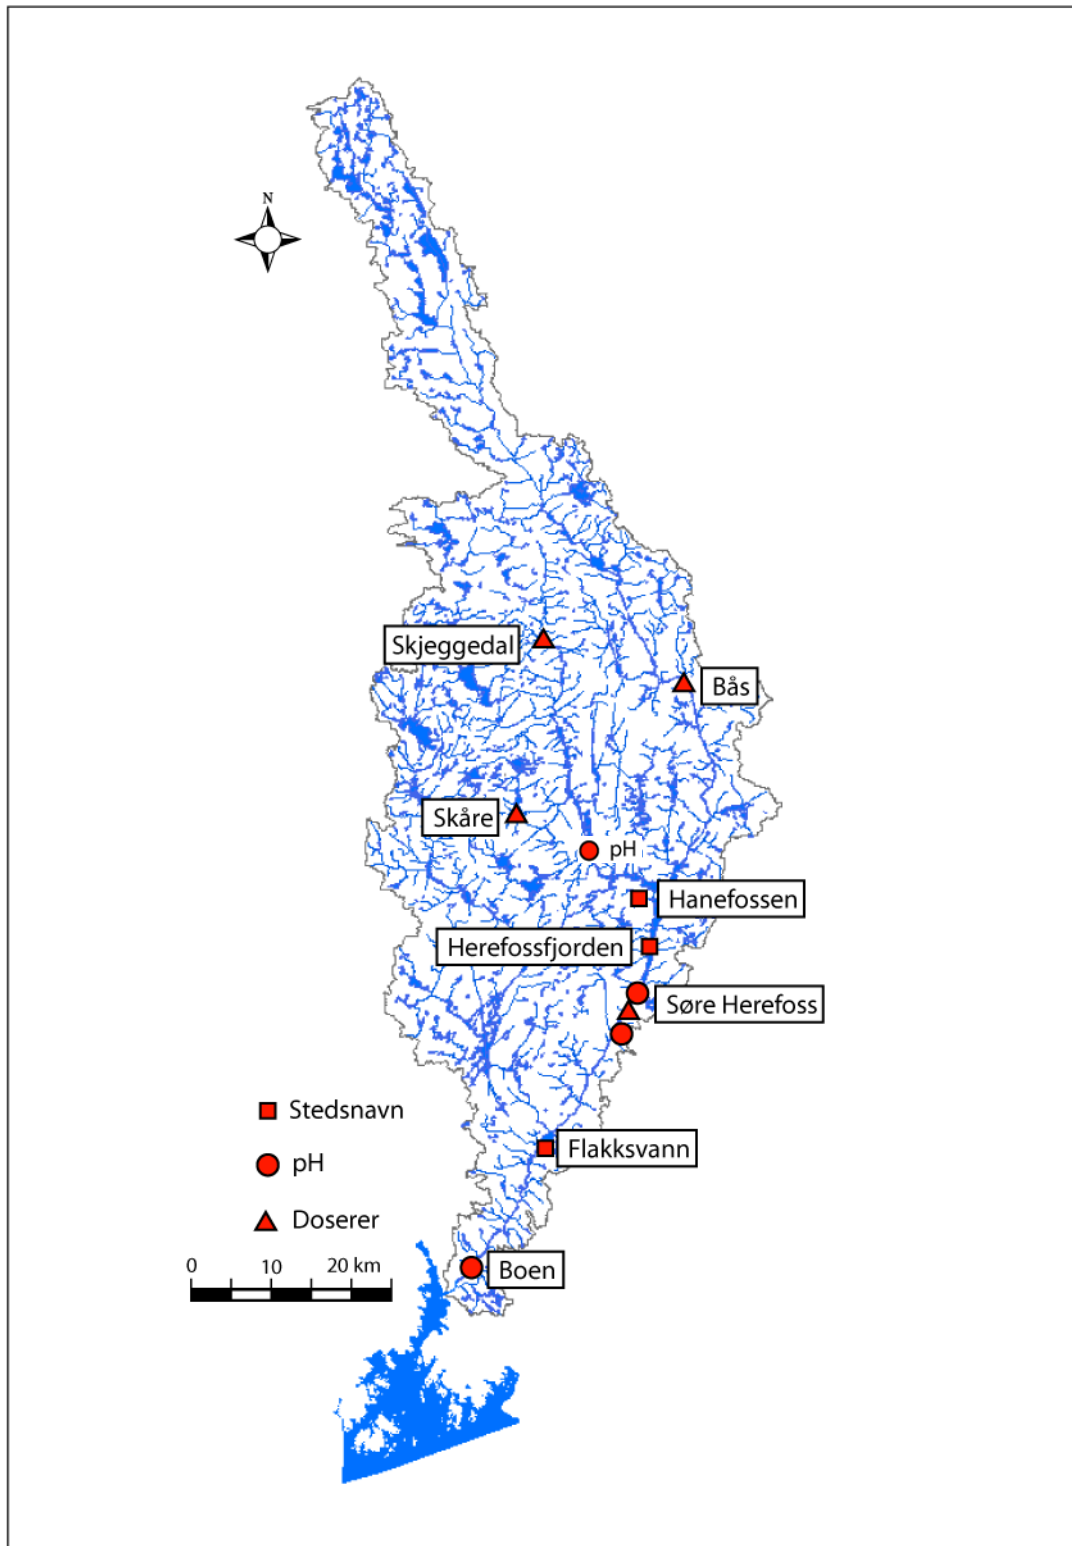 N
Skjeggedal
Bås
Skåre
pH
Hanefossen
Herefossfjorden
Søre Herefoss
Stedsnavn
Flakksvann
pH
Doserer
0 10 20 km
Boen